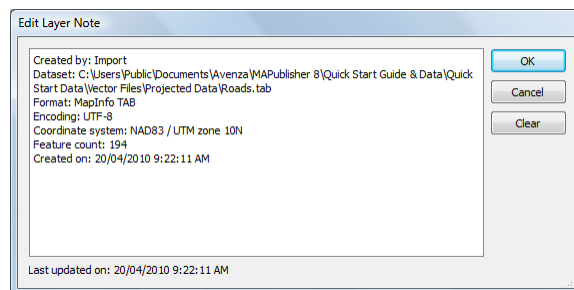 Edit Layer Note
Created by: Import
Dataset: C:\Users\Public\Documents\Avenza\MAPublisher 8\Quick Start Guide & Data\Quick
Start Data\Vector Files\Projected Data\Roads.tab
Format: MapInfo TAB
Encoding: UTF-8
Coordinate system: NAD83 / UTM zone 10N
Feature count: 194
Created on: 20/04/2010 9:22:11 AM
OK
Cancel
Clear
Last updated on: 20/04/2010 9:22:11 AM